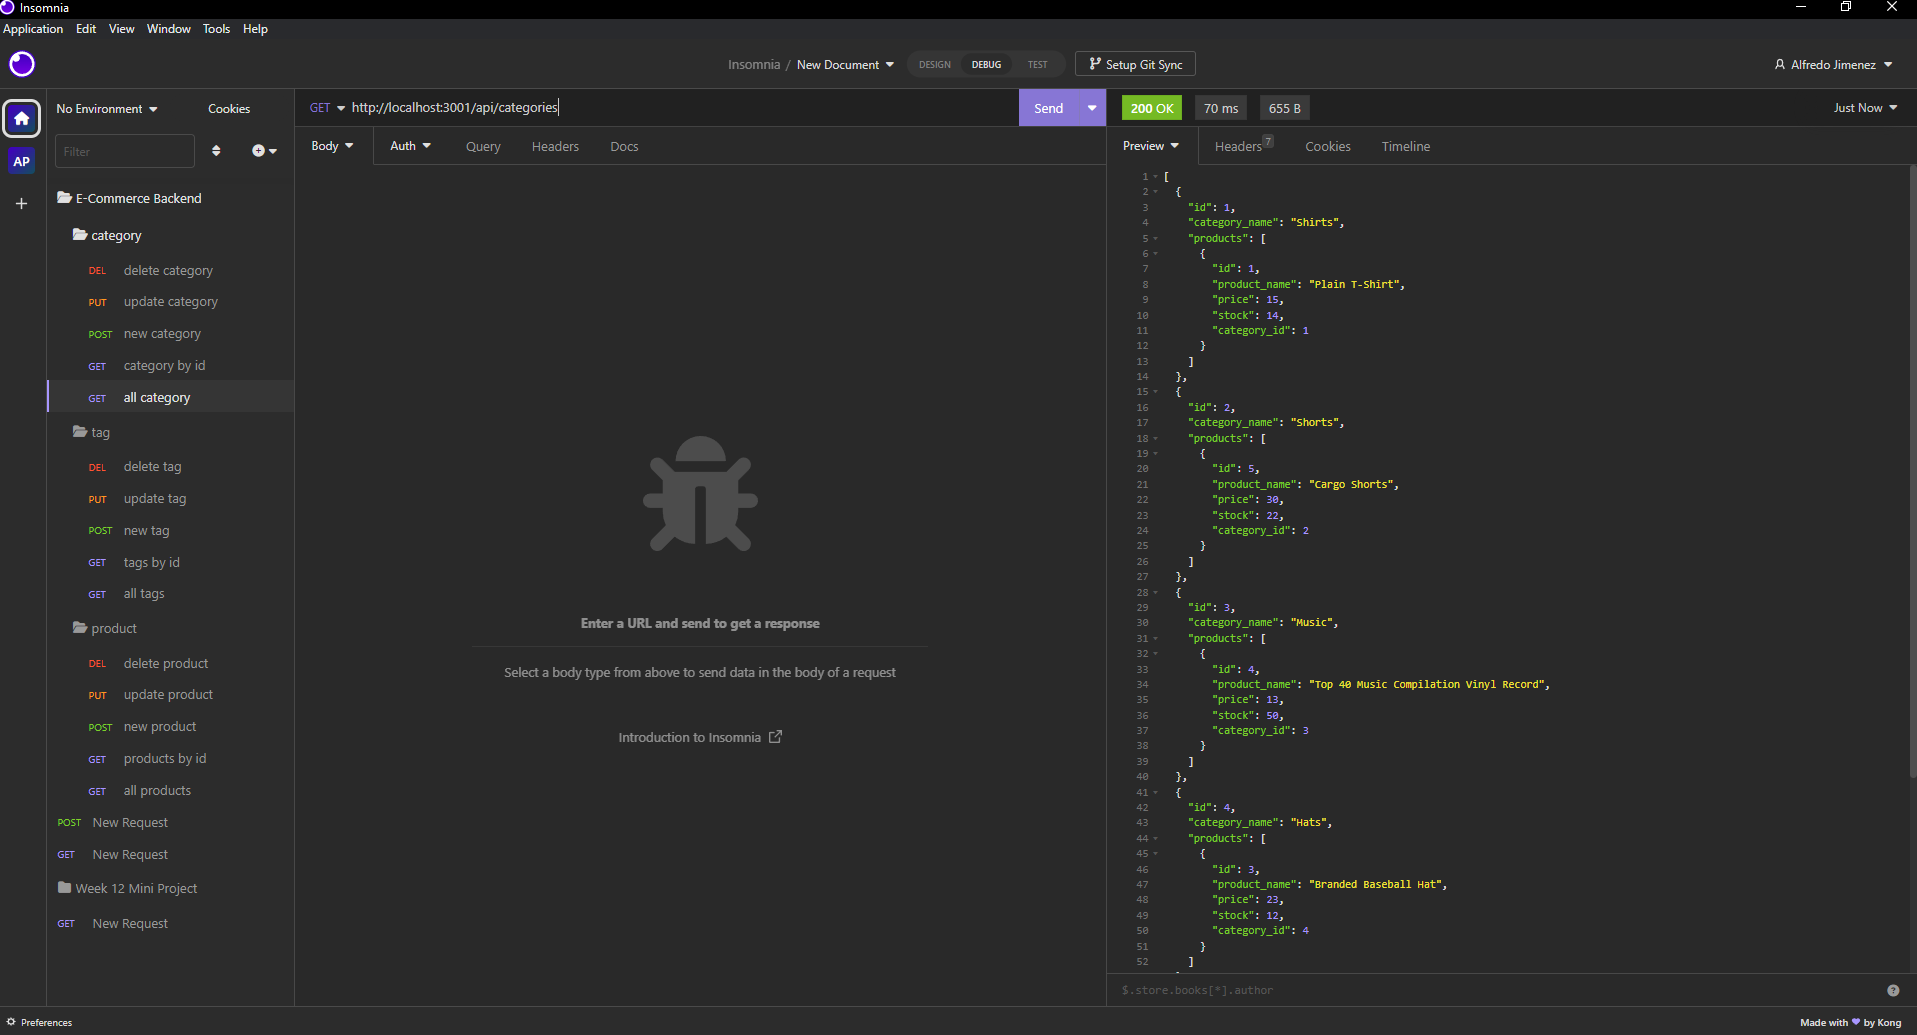 Insomnia
Application Edit View Window Tools Help
Insomnia / New Document DESIGN DEBUG TEST Setup Git Sync Alfredo Jimenez
No Environment Cookies
GET http://localhost:3001/api/categories Send
200 OK 70 ms 655 B Just Now
AP
Filter
Body Auth Query Headers Docs
Preview Headers 7 Cookies Timeline
E-Commerce Backend
category
DEL delete category
PUT update category
POST new category
GET category by id
GET all category
tag
DEL delete tag
PUT update tag
POST new tag
GET tags by id
GET all tags
product
DEL delete product
PUT update product
POST new product
GET products by id
GET all products
POST New Request
GET New Request
Week 12 Mini Project
GET New Request
Enter a URL and send to get a response
Select a body type from above to send data in the body of a request
Introduction to Insomnia
1 [
2 {
3 "id": 1,
4 "category_name": "Shirts",
5 "products": [
6 {
7 "id": 1,
8 "product_name": "Plain T-Shirt",
9 "price": 15,
10 "stock": 14,
11 "category_id": 1
12 }
13 ]
14 },
15 {
16 "id": 2,
17 "category_name": "Shorts",
18 "products": [
19 {
20 "id": 5,
21 "product_name": "Cargo Shorts",
22 "price": 30,
23 "stock": 22,
24 "category_id": 2
25 }
26 ]
27 },
28 {
29 "id": 3,
30 "category_name": "Music",
31 "products": [
32 {
33 "id": 4,
34 "product_name": "Top 40 Music Compilation Vinyl Record",
35 "price": 13,
36 "stock": 50,
37 "category_id": 3
38 }
39 ]
40 },
41 {
42 "id": 4,
43 "category_name": "Hats",
44 "products": [
45 {
46 "id": 3,
47 "product_name": "Branded Baseball Hat",
48 "price": 23,
49 "stock": 12,
50 "category_id": 4
51 }
52 ]
$.store.books[*].author
Preferences
Made with 💜 by Kong